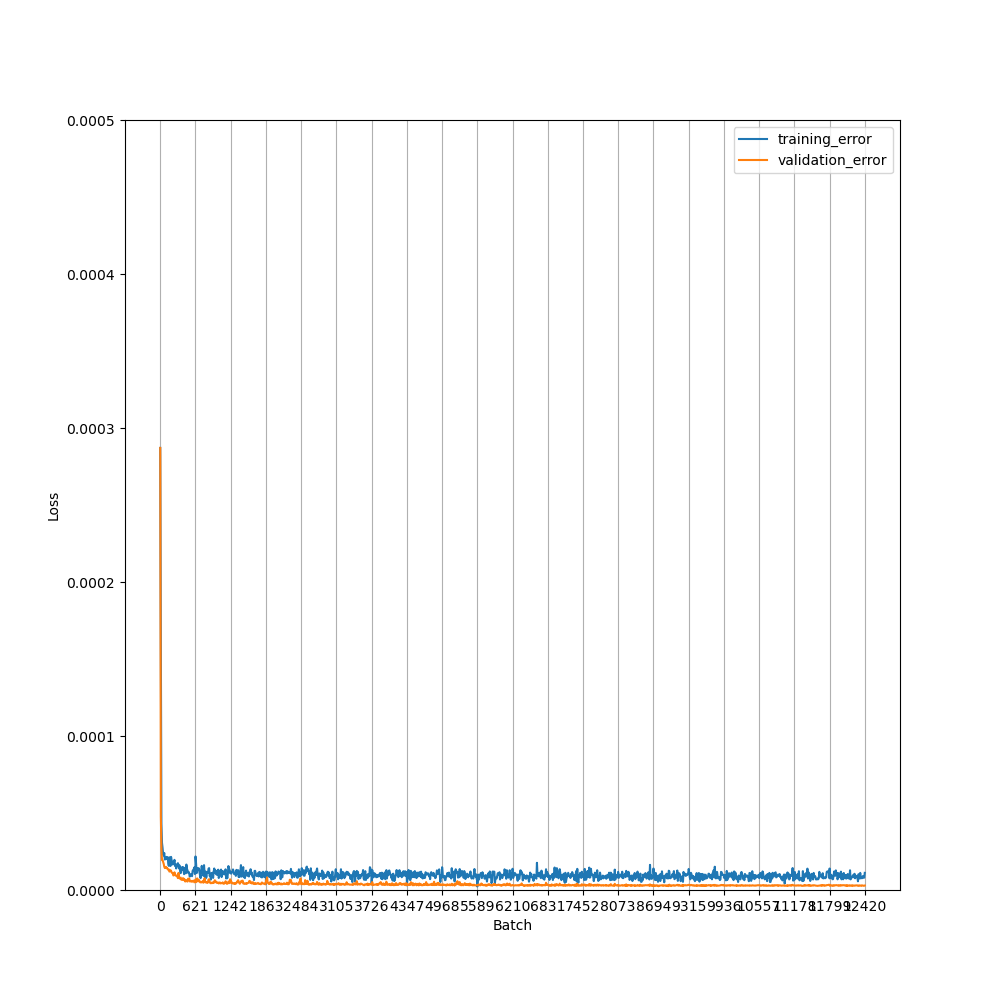 training_error
validation_error
0.0005
0.0004
0.0003
0.0002
0.0001
0.0000
Loss
0 621 1242 1863 2484 3105 3726 4347 4968 5589 6210 6831 7452 8073 8694 9315 9936 10557 11178 11799 12420
Batch